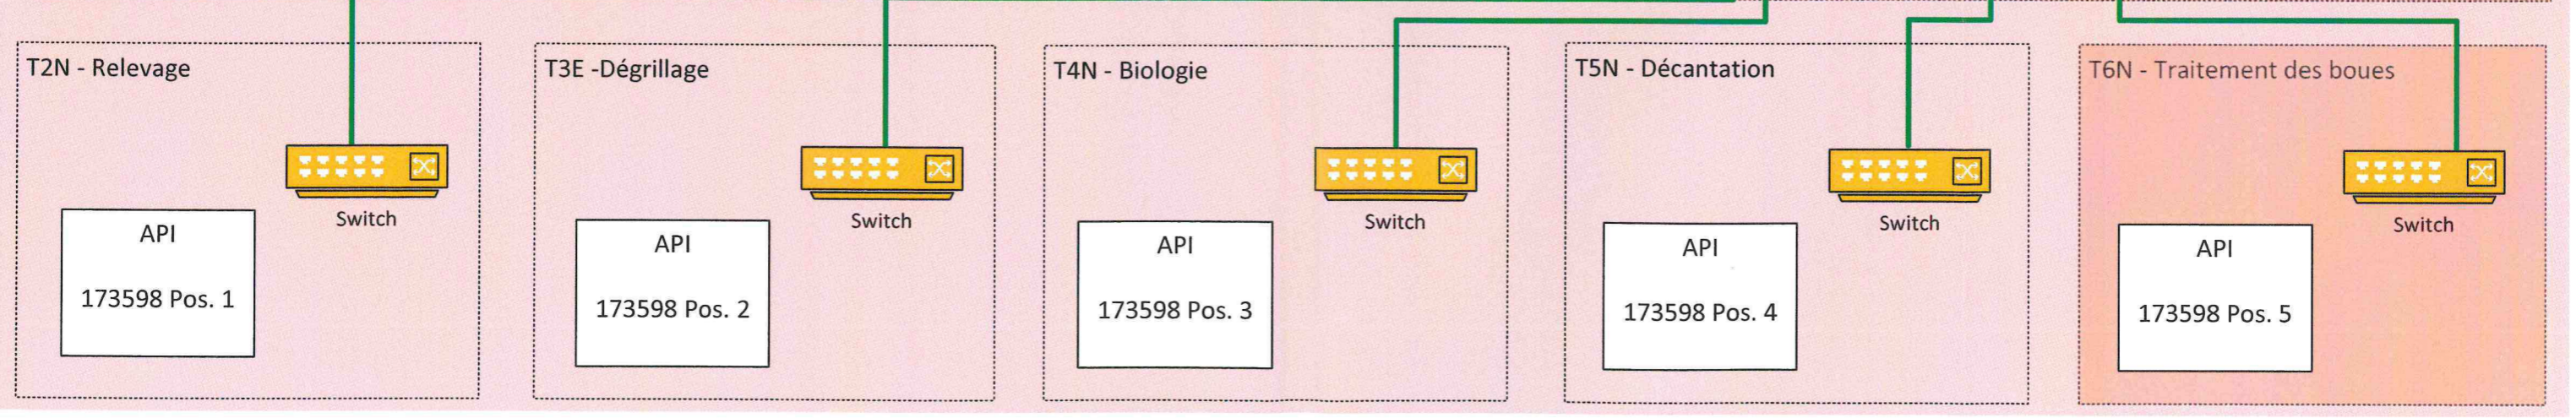 T2N - Relevage
Switch
API
173598 Pos. 1
T3E -Dégrillage
Switch
API
173598 Pos. 2
T4N - Biologie
Switch
API
173598 Pos. 3
T5N - Décantation
Switch
API
173598 Pos. 4
T6N - Traitement des boues
Switch
API
173598 Pos. 5